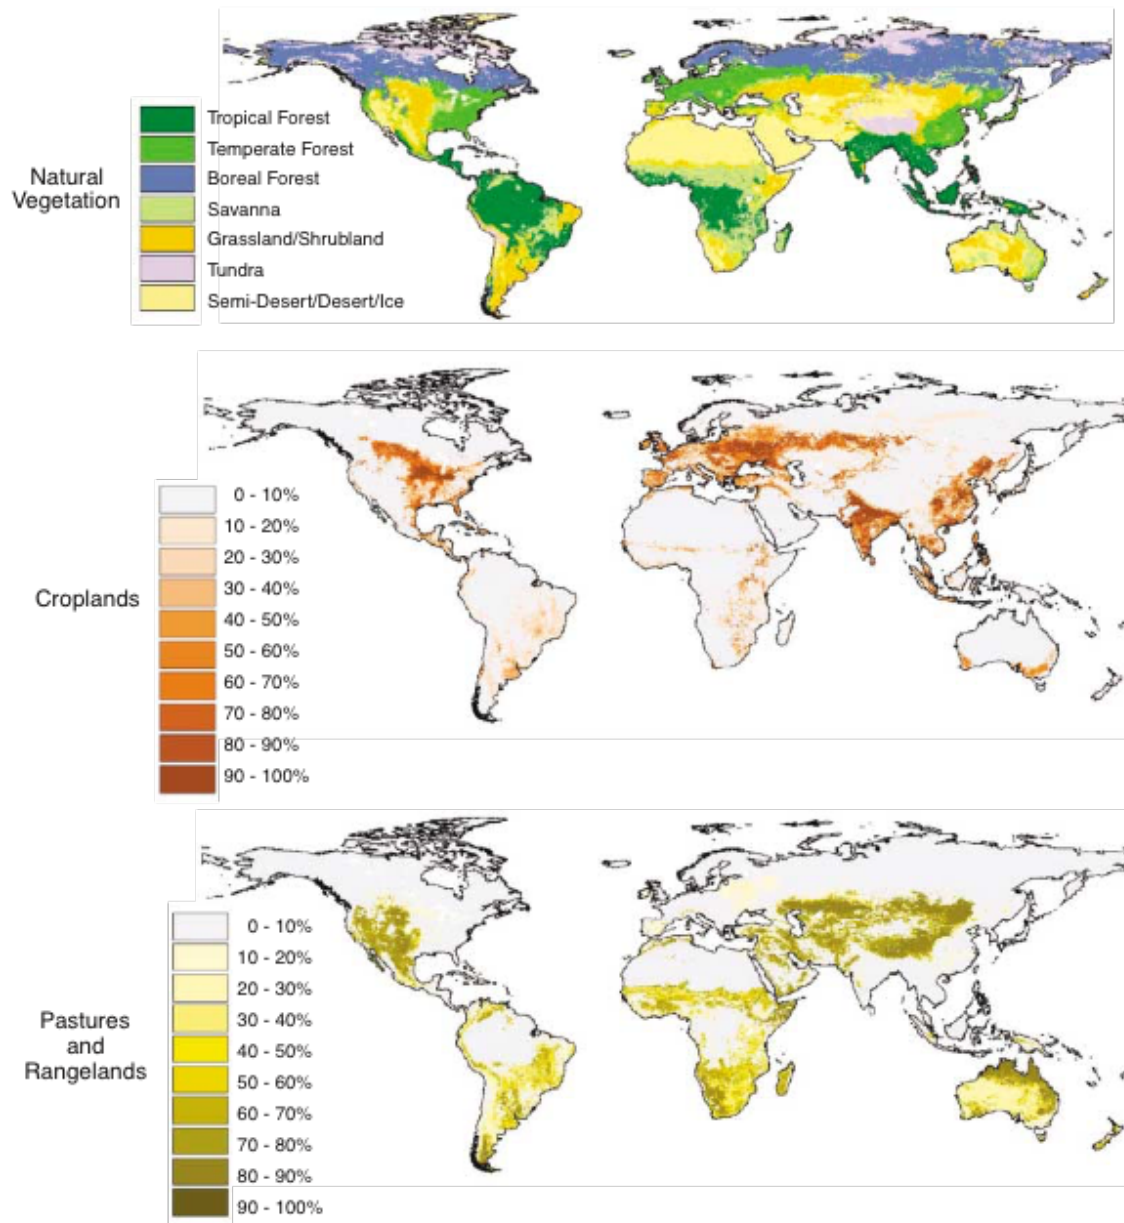 Natural
Vegetation
Tropical Forest
Temperate Forest
Boreal Forest
Savanna
Grassland/Shrubland
Tundra
Semi-Desert/Desert/Ice
Croplands
0 - 10%
10 - 20%
20 - 30%
30 - 40%
40 - 50%
50 - 60%
60 - 70%
70 - 80%
80 - 90%
90 - 100%
Pastures
and
Rangelands
0 - 10%
10 - 20%
20 - 30%
30 - 40%
40 - 50%
50 - 60%
60 - 70%
70 - 80%
80 - 90%
90 - 100%